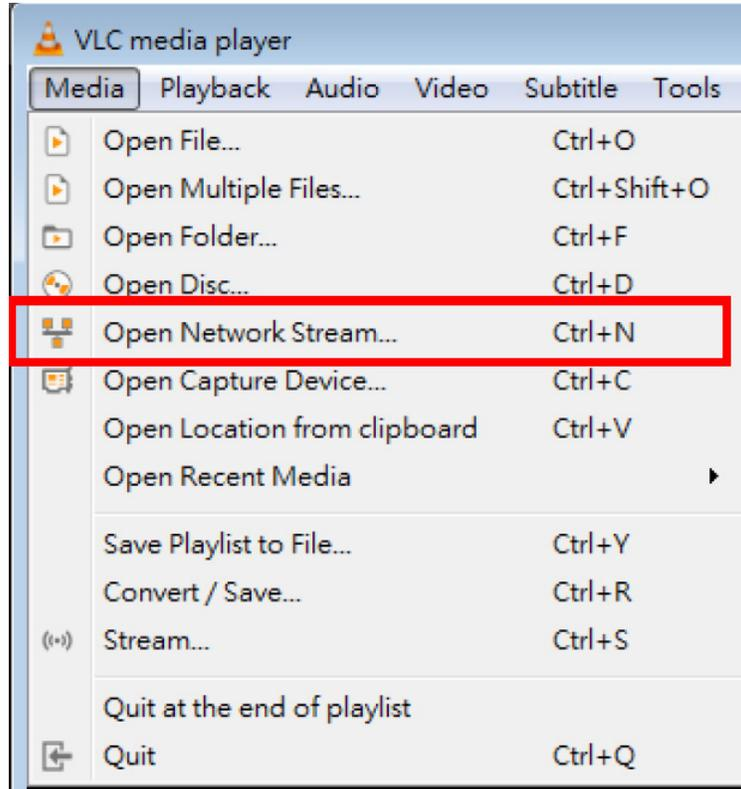 VLC media player
Media Playback Audio Video Subtitle Tools
Open File... Ctrl+O
Open Multiple Files... Ctrl+Shift+O
Open Folder... Ctrl+F
Open Disc... Ctrl+D
Open Network Stream... Ctrl+N
Open Capture Device... Ctrl+C
Open Location from clipboard Ctrl+V
Open Recent Media
Save Playlist to File... Ctrl+Y
Convert / Save... Ctrl+R
Stream... Ctrl+S
Quit at the end of playlist
Quit Ctrl+Q